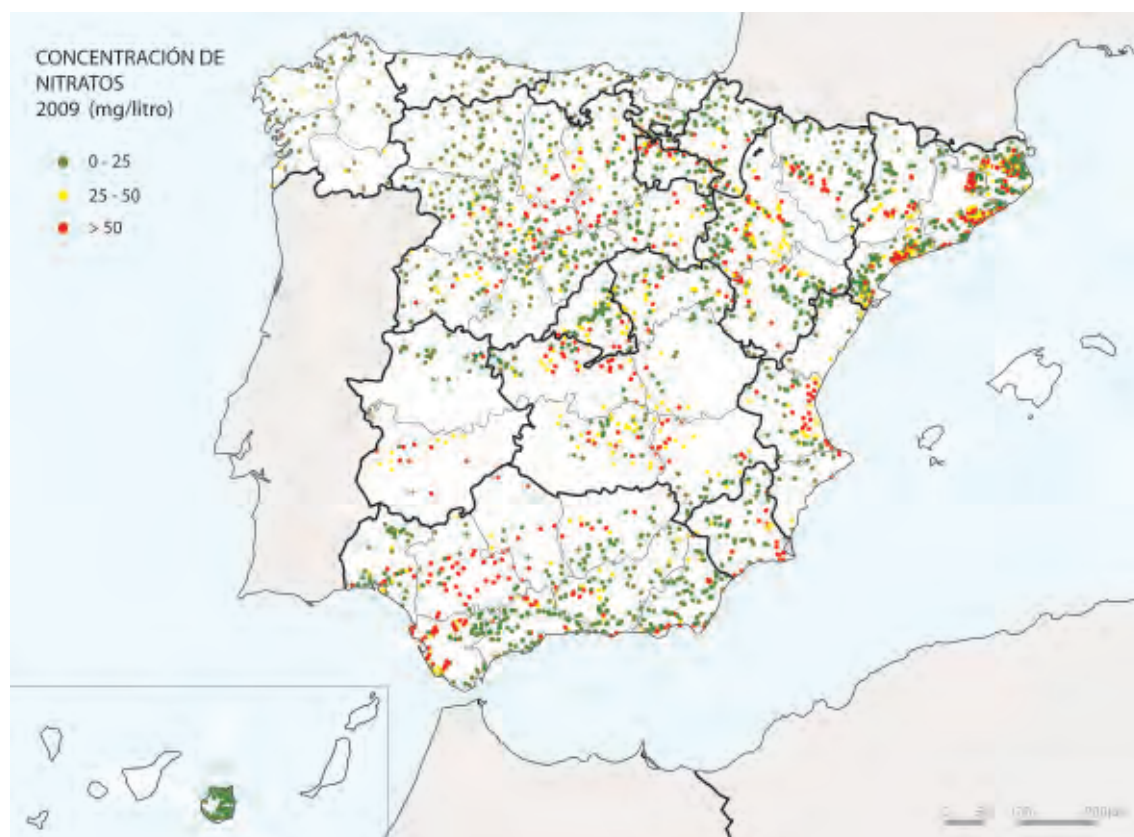 CONCENTRACIÓN DE
NITRATOS
2009 (mg/litro)
0 - 25
25 - 50
> 50